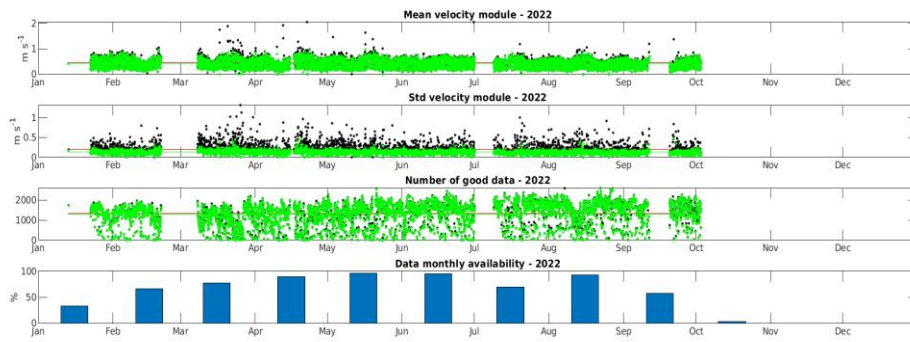 Mean velocity module - 2022
2
1
0
m s-1
Jan Feb Mar Apr May Jun Jul Aug Sep Oct Nov Dec
Std velocity module - 2022
1
0.5
0
m s-1
Jan Feb Mar Apr May Jun Jul Aug Sep Oct Nov Dec
Number of good data - 2022
2000
1000
0
Jan Feb Mar Apr May Jun Jul Aug Sep Oct Nov Dec
Data monthly availability - 2022
100
50
0
%
Jan Feb Mar Apr May Jun Jul Aug Sep Oct Nov Dec